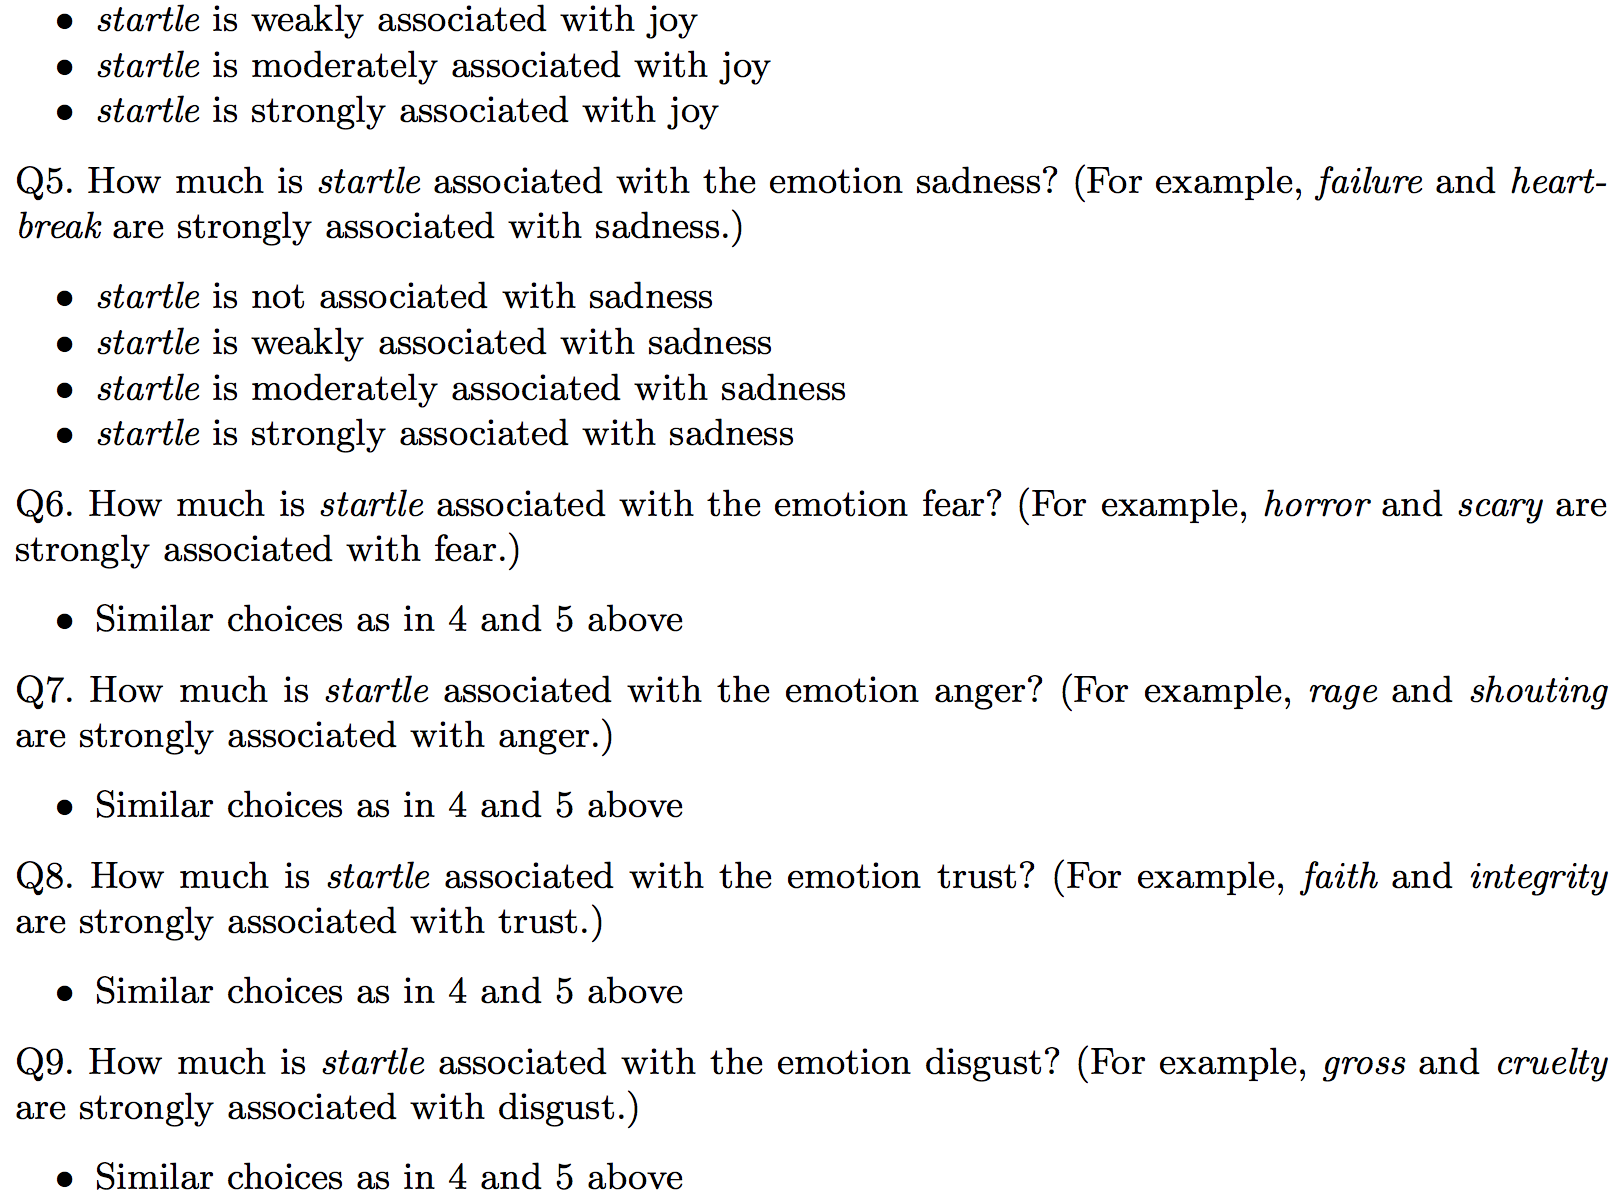 • startle is weakly associated with joy
• startle is moderately associated with joy
• startle is strongly associated with joy
Q5. How much is startle associated with the emotion sadness? (For example, failure and heart-
break are strongly associated with sadness.)
• startle is not associated with sadness
• startle is weakly associated with sadness
• startle is moderately associated with sadness
• startle is strongly associated with sadness
Q6. How much is startle associated with the emotion fear? (For example, horror and scary are
strongly associated with fear.)
• Similar choices as in 4 and 5 above
Q7. How much is startle associated with the emotion anger? (For example, rage and shouting
are strongly associated with anger.)
• Similar choices as in 4 and 5 above
Q8. How much is startle associated with the emotion trust? (For example, faith and integrity
are strongly associated with trust.)
• Similar choices as in 4 and 5 above
Q9. How much is startle associated with the emotion disgust? (For example, gross and cruelty
are strongly associated with disgust.)
• Similar choices as in 4 and 5 above